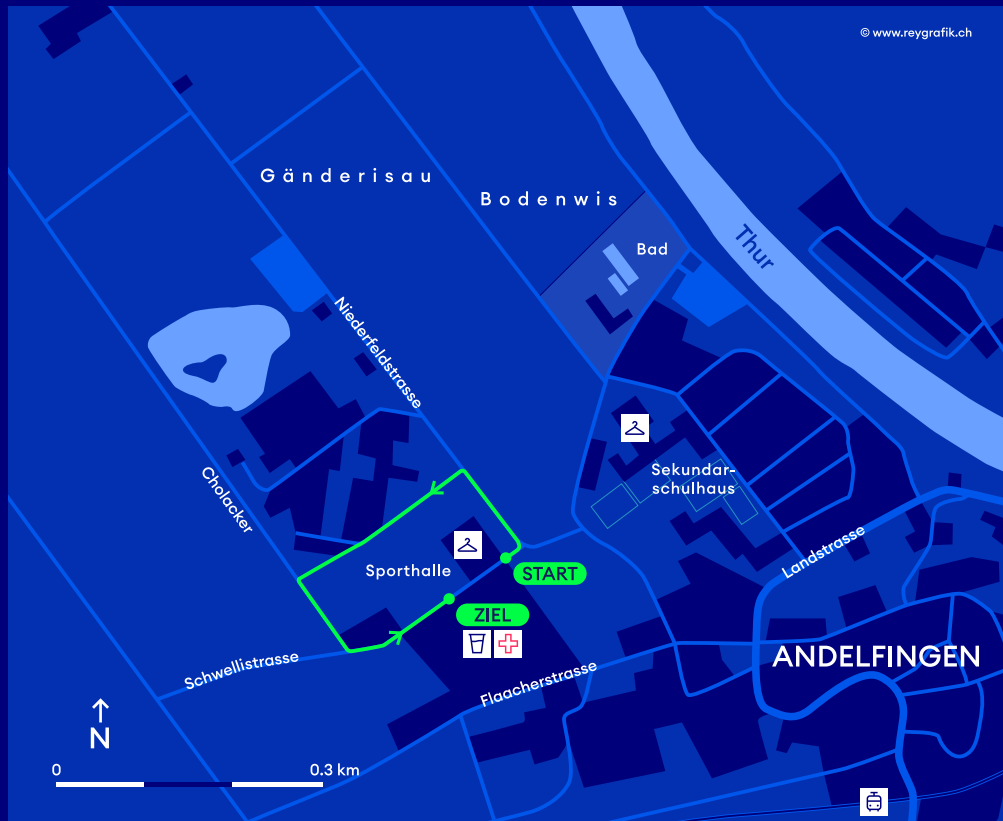 © www.reygrafik.ch
Gänderisau
Bodenwis
Bad
Thur
Niederfeldstrasse
Cholacker
Sekundar-
schulhaus
Landstrasse
Sporthalle
START
ZIEL
ANDELFINGEN
Schwellistrasse
Flaacherstrasse
N
0 0.3 km